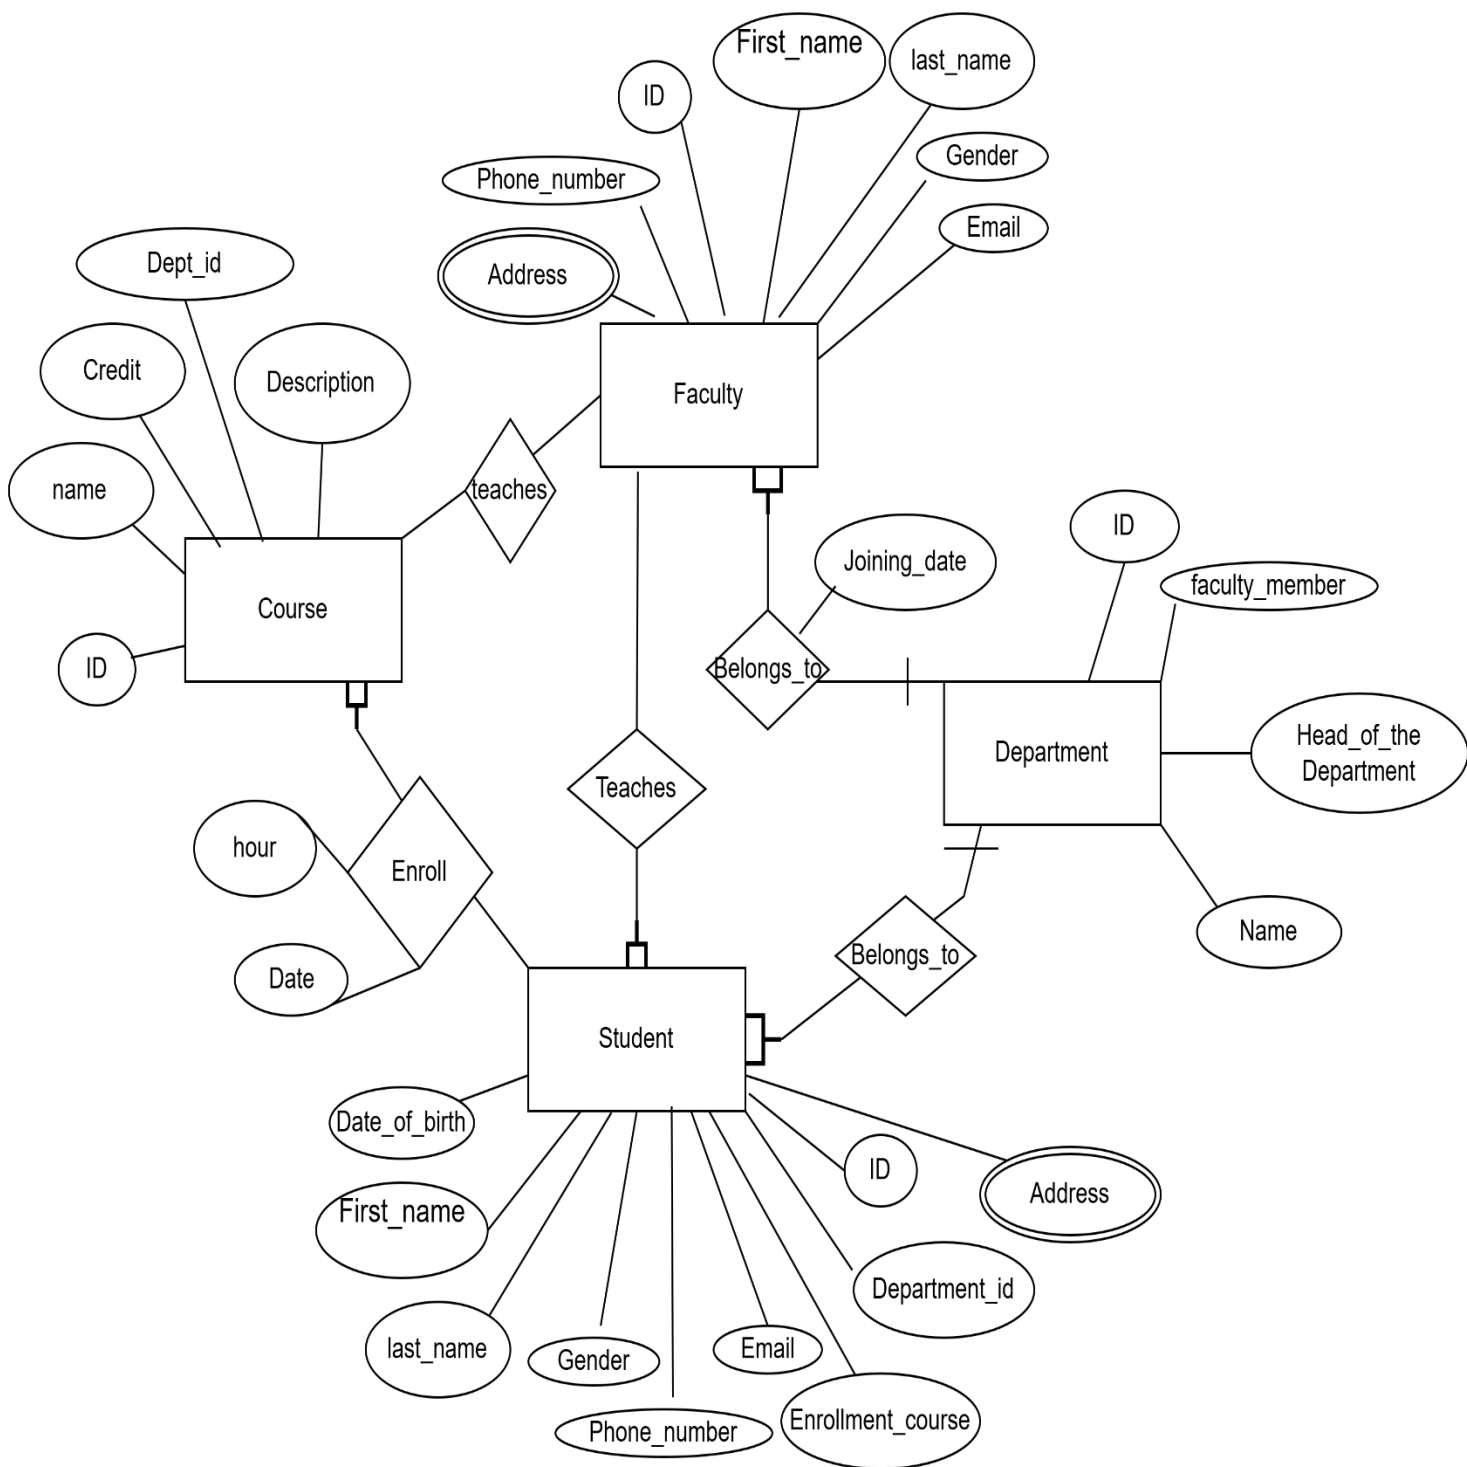 First_name
last_name
ID
Gender
Phone_number
Email
Address
Dept_id
Credit
Description
Faculty
name
teaches
Course
ID
Joining_date
ID
faculty_member
Belongs_to
Head_of_the
Department
Department
Teaches
hour
Enroll
Name
Belongs_to
Date
Student
Date_of_birth
ID
Address
First_name
Department_id
last_name
Gender
Email
Phone_number
Enrollment_course